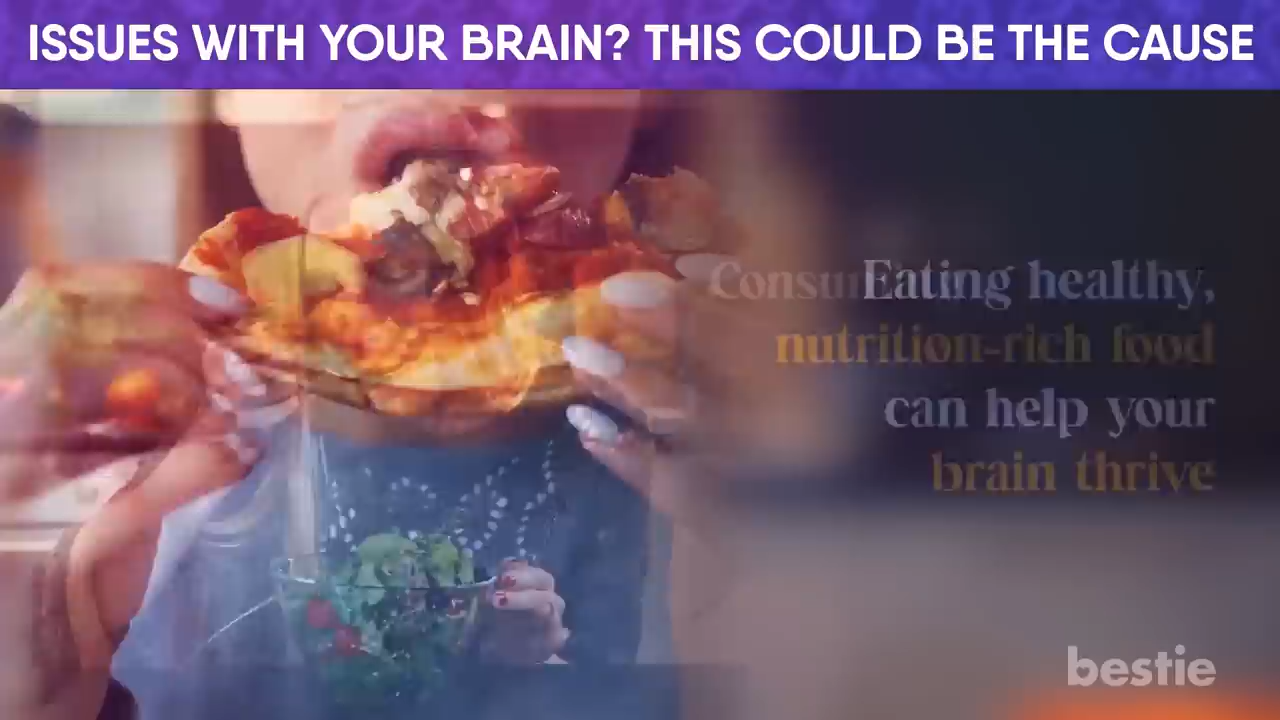 ISSUES WITH YOUR BRAIN? THIS COULD BE THE CAUSE
Eating healthy,
nutrition-rich food
can help your
brain thrive
bestie